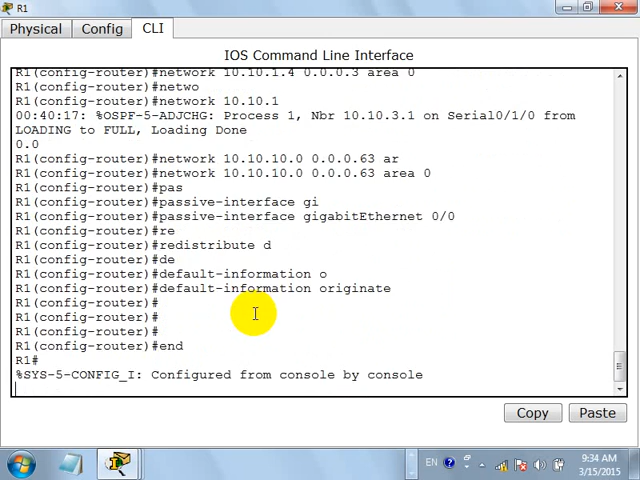 R1
Physical
Config
CLI
IOS Command Line Interface
R1(config-router)#network 10.10.1.4 0.0.0.3 area 0
R1(config-router)#netwo
R1(config-router)#network 10.10.1
00:40:17: %OSPF-5-ADJCHG: Process 1, Nbr 10.10.3.1 on Serial0/1/0 from
LOADING to FULL, Loading Done
0.0
R1(config-router)#network 10.10.10.0 0.0.0.63 ar
R1(config-router)#network 10.10.10.0 0.0.0.63 area 0
R1(config-router)#pas
R1(config-router)#passive-interface gi
R1(config-router)#passive-interface gigabitEthernet 0/0
R1(config-router)#re
R1(config-router)#redistribute d
R1(config-router)#de
R1(config-router)#default-information o
R1(config-router)#default-information originate
R1(config-router)#
R1(config-router)#
R1(config-router)#
R1(config-router)#end
R1#
%SYS-5-CONFIG_I: Configured from console by console
Copy
Paste
EN
9:34 AM
3/15/2015